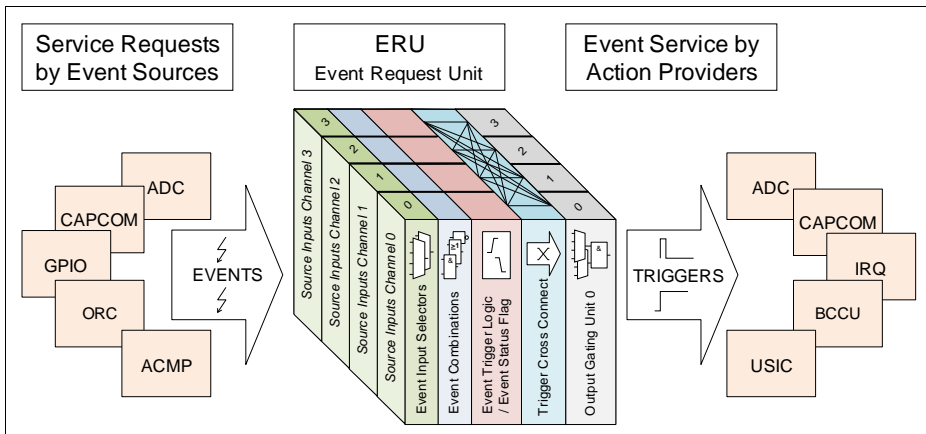 Service Requests
by Event Sources
ERU
Event Request Unit
Event Service by
Action Providers
ADC
CAPCOM
GPIO
ORC
ACMP
EVENTS
3
2
1
0
Source Inputs Channel 3
Source Inputs Channel 2
Source Inputs Channel 1
Source Inputs Channel 0
Event Input Selectors
Event Combinations
&
≥1
Event Trigger Logic
/ Event Status Flag
Trigger Cross Connect
X
Output Gating Unit 0
&
3
2
1
0
TRIGGERS
ADC
CAPCOM
IRQ
BCCU
USIC